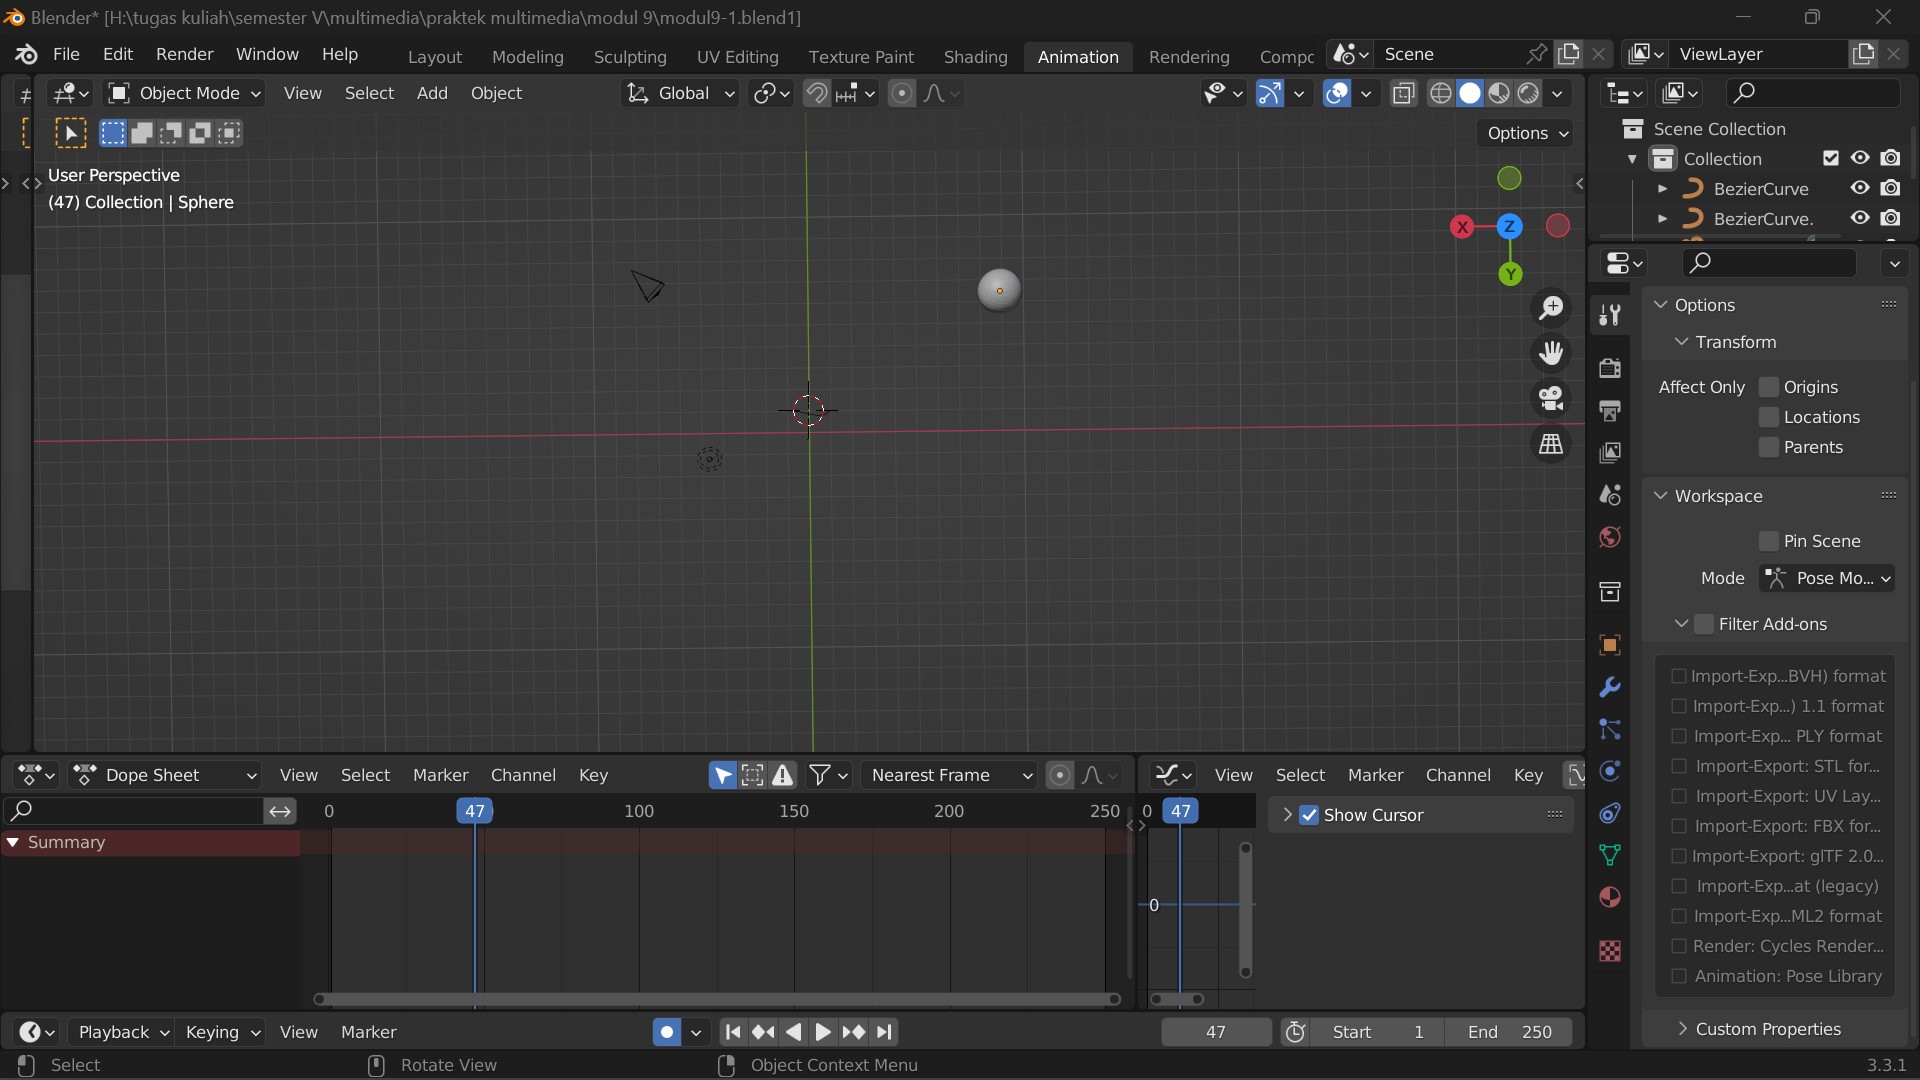 Blender* [H:\tugas kuliah\semester V\multimedia\praktek multimedia\modul 9\modul9-1.blend1]
File Edit Render Window Help Layout Modeling Sculpting UV Editing Texture Paint Shading Animation Rendering Compc Scene ViewLayer
Object Mode View Select Add Object Global
Options
User Perspective
(47) Collection | Sphere
X Z
Y
Scene Collection
Collection
BezierCurve
BezierCurve.
Options
Transform
Affect Only Origins
Locations
Parents
Workspace
Pin Scene
Mode Pose Mo...
Filter Add-ons
Import-Exp...BVH) format
Import-Exp...) 1.1 format
Import-Exp... PLY format
Import-Export: STL for...
Import-Export: UV Lay...
Import-Export: FBX for...
Import-Export: glTF 2.0...
Import-Exp...at (legacy)
Import-Exp...ML2 format
Render: Cycles Render...
Animation: Pose Library
Custom Properties
Dope Sheet View Select Marker Channel Key Nearest Frame
0 47 100 150 200 250
Summary
View Select Marker Channel Key
0 47 Show Cursor
0
Playback Keying View Marker 47 Start 1 End 250
Select Rotate View Object Context Menu 3.3.1